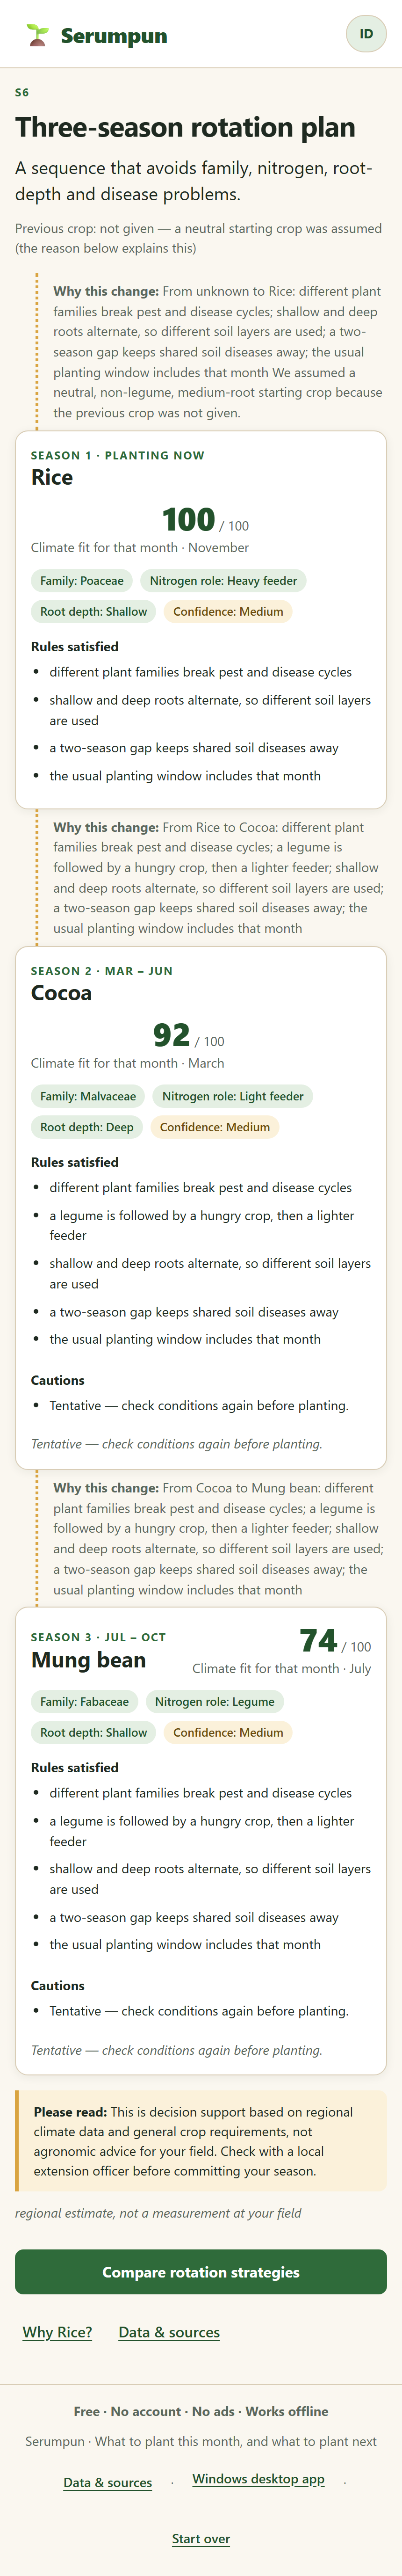 Serumpun
ID
S6
Three-season rotation plan
A sequence that avoids family, nitrogen, root-
depth and disease problems.
Previous crop: not given — a neutral starting crop was assumed
(the reason below explains this)
Why this change: From unknown to Rice: different plant
families break pest and disease cycles; shallow and deep
roots alternate, so different soil layers are used; a two-
season gap keeps shared soil diseases away; the usual
planting window includes that month We assumed a
neutral, non-legume, medium-root starting crop because
the previous crop was not given.
SEASON 1 · PLANTING NOW
Rice
100 / 100
Climate fit for that month · November
Family: Poaceae
Nitrogen role: Heavy feeder
Root depth: Shallow
Confidence: Medium
Rules satisfied
• different plant families break pest and disease cycles
• shallow and deep roots alternate, so different soil layers
are used
• a two-season gap keeps shared soil diseases away
• the usual planting window includes that month
Why this change: From Rice to Cocoa: different plant
families break pest and disease cycles; a legume is
followed by a hungry crop, then a lighter feeder; shallow
and deep roots alternate, so different soil layers are used;
a two-season gap keeps shared soil diseases away; the
usual planting window includes that month
SEASON 2 · MAR – JUN
Cocoa
92 / 100
Climate fit for that month · March
Family: Malvaceae
Nitrogen role: Light feeder
Root depth: Deep
Confidence: Medium
Rules satisfied
• different plant families break pest and disease cycles
• a legume is followed by a hungry crop, then a lighter
feeder
• shallow and deep roots alternate, so different soil layers
are used
• a two-season gap keeps shared soil diseases away
• the usual planting window includes that month
Cautions
• Tentative — check conditions again before planting.
Tentative — check conditions again before planting.
Why this change: From Cocoa to Mung bean: different
plant families break pest and disease cycles; a legume is
followed by a hungry crop, then a lighter feeder; shallow
and deep roots alternate, so different soil layers are used;
a two-season gap keeps shared soil diseases away; the
usual planting window includes that month
SEASON 3 · JUL – OCT
Mung bean
74 / 100
Climate fit for that month · July
Family: Fabaceae
Nitrogen role: Legume
Root depth: Shallow
Confidence: Medium
Rules satisfied
• different plant families break pest and disease cycles
• a legume is followed by a hungry crop, then a lighter
feeder
• shallow and deep roots alternate, so different soil layers
are used
• a two-season gap keeps shared soil diseases away
• the usual planting window includes that month
Cautions
• Tentative — check conditions again before planting.
Tentative — check conditions again before planting.
Please read: This is decision support based on regional
climate data and general crop requirements, not
agronomic advice for your field. Check with a local
extension officer before committing your season.
regional estimate, not a measurement at your field
Compare rotation strategies
Why Rice?
Data & sources
Free · No account · No ads · Works offline
Serumpun · What to plant this month, and what to plant next
Data & sources · Windows desktop app ·
Start over